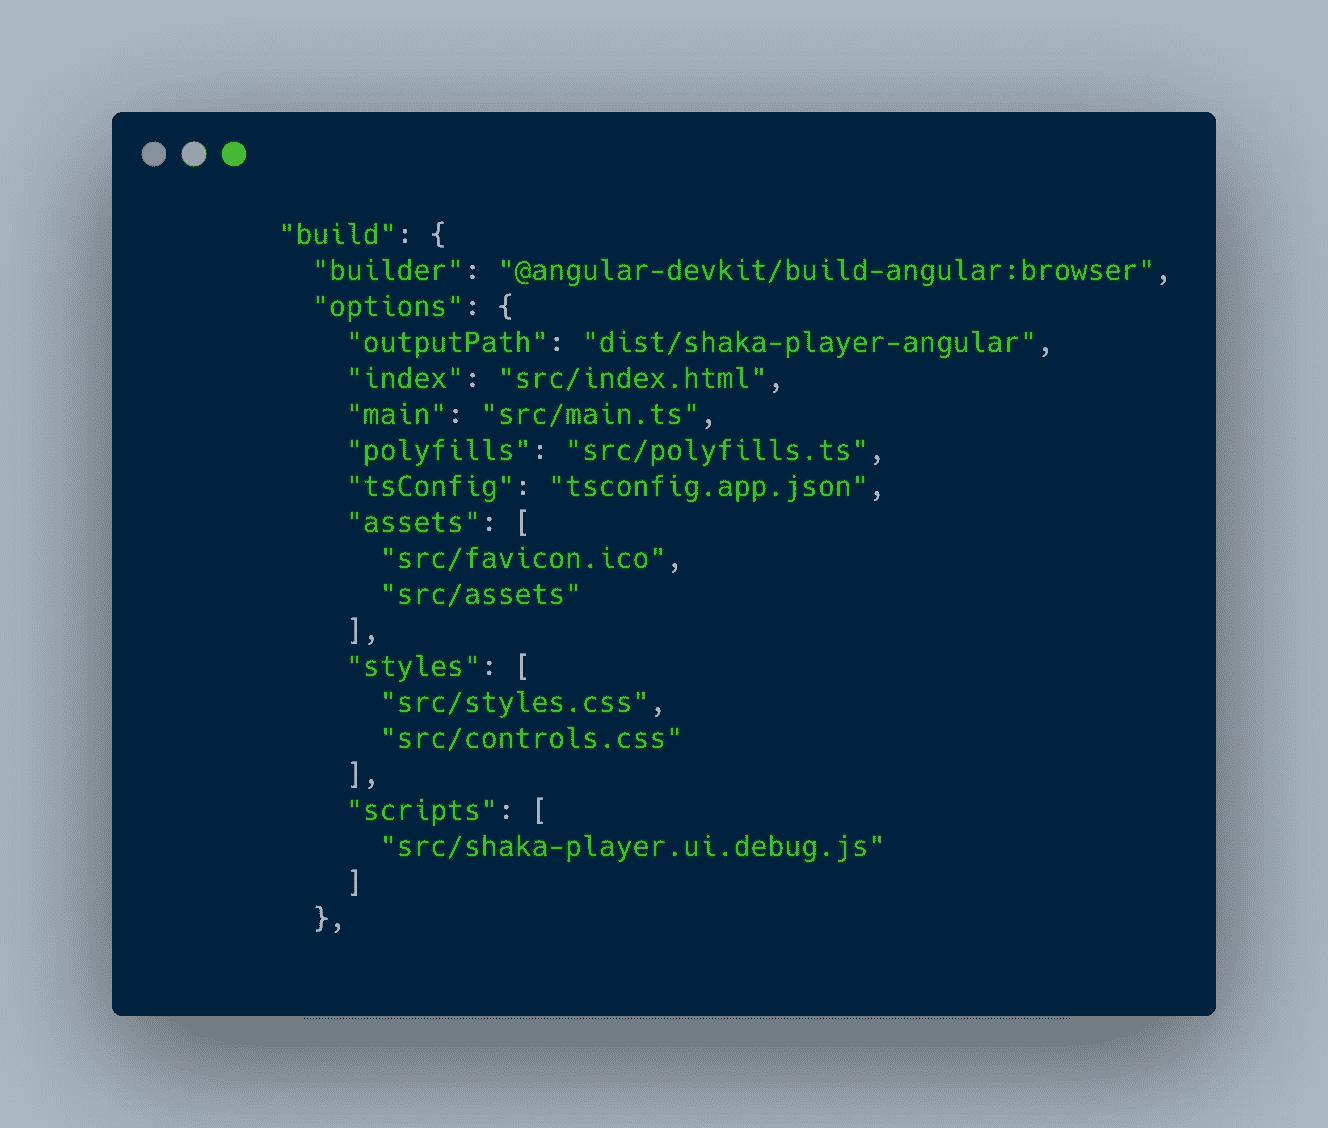 "build": {
"builder": "@angular-devkit/build-angular:browser",
"options": {
"outputPath": "dist/shaka-player-angular",
"index": "src/index.html",
"main": "src/main.ts",
"polyfills": "src/polyfills.ts",
"tsConfig": "tsconfig.app.json",
"assets": [
"src/favicon.ico",
"src/assets"
],
"styles": [
"src/styles.css",
"src/controls.css"
],
"scripts": [
"src/shaka-player.ui.debug.js"
]
},